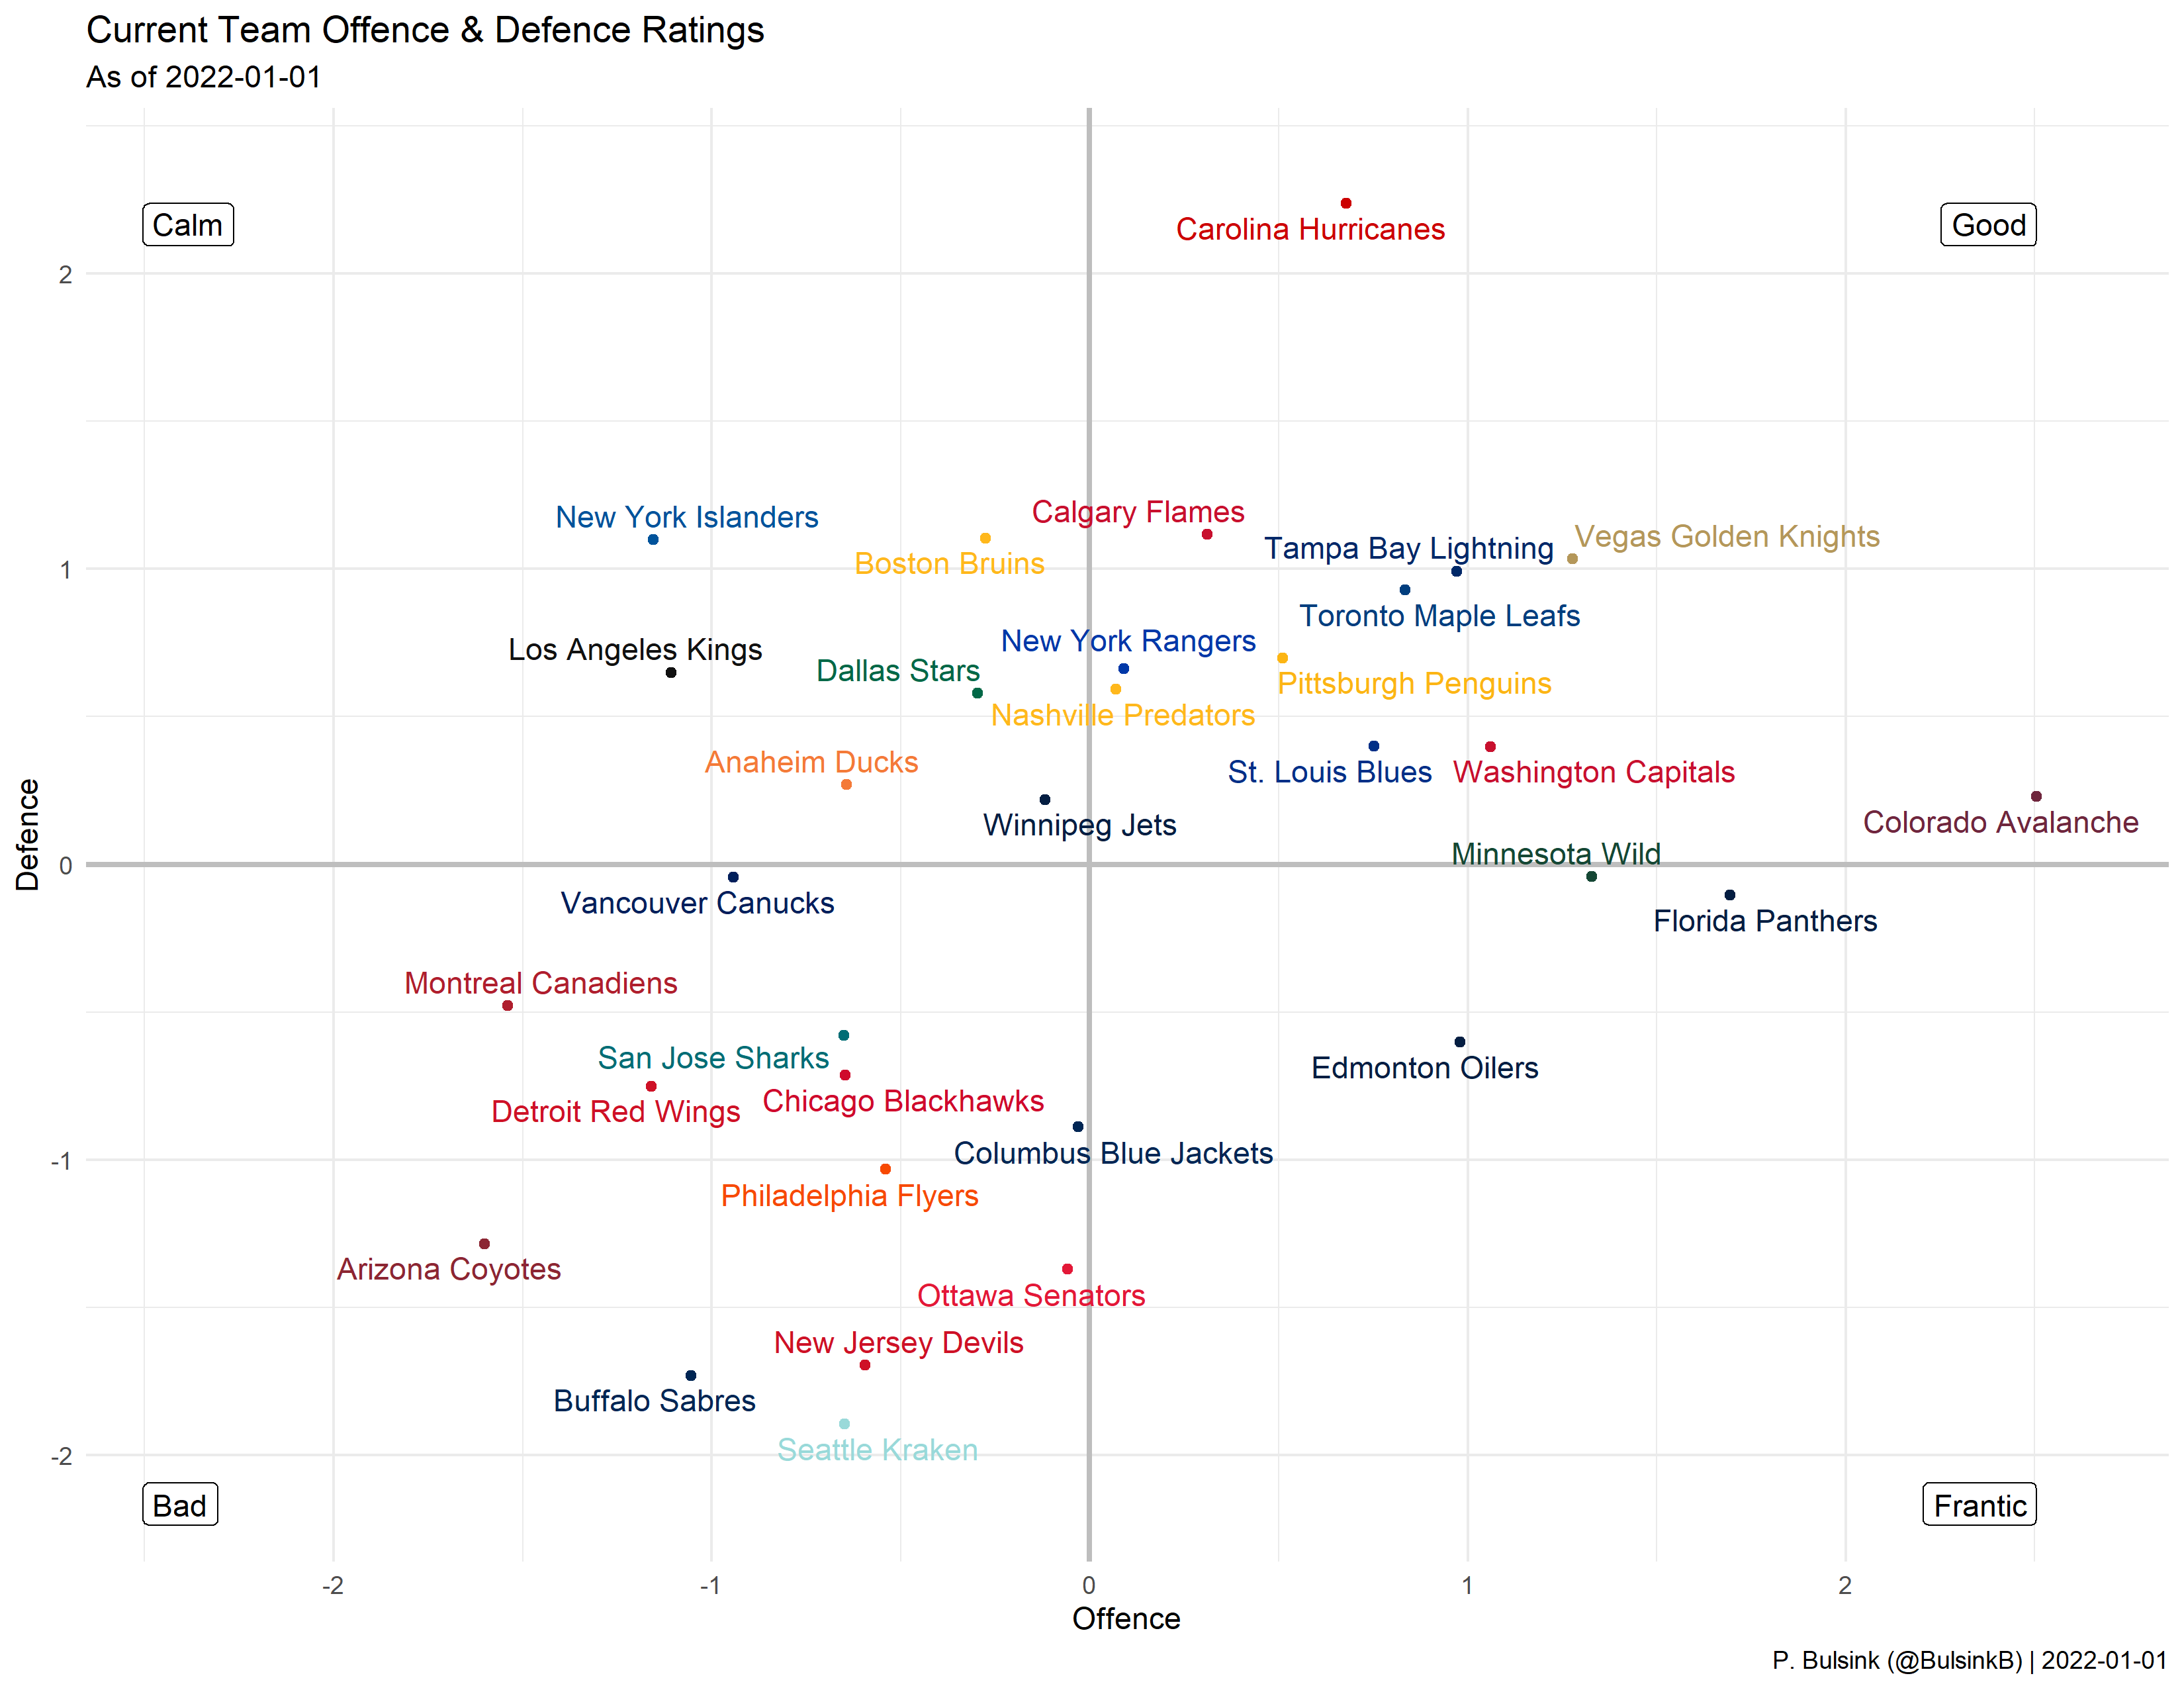 Current Team Offence & Defence Ratings
As of 2022-01-01
Calm
Good
Carolina Hurricanes
2
New York Islanders
Calgary Flames
Boston Bruins
Tampa Bay Lightning
Vegas Golden Knights
1
Toronto Maple Leafs
Los Angeles Kings
New York Rangers
Dallas Stars
Pittsburgh Penguins
Nashville Predators
Anaheim Ducks
St. Louis Blues
Washington Capitals
Winnipeg Jets
Colorado Avalanche
Defence
Minnesota Wild
0
Vancouver Canucks
Florida Panthers
Montreal Canadiens
San Jose Sharks
Edmonton Oilers
Detroit Red Wings
Chicago Blackhawks
Columbus Blue Jackets
-1
Philadelphia Flyers
Arizona Coyotes
Ottawa Senators
New Jersey Devils
Buffalo Sabres
Seattle Kraken
-2
Bad
Frantic
-2
-1
0
1
2
Offence
P. Bulsink (@BulsinkB) | 2022-01-01